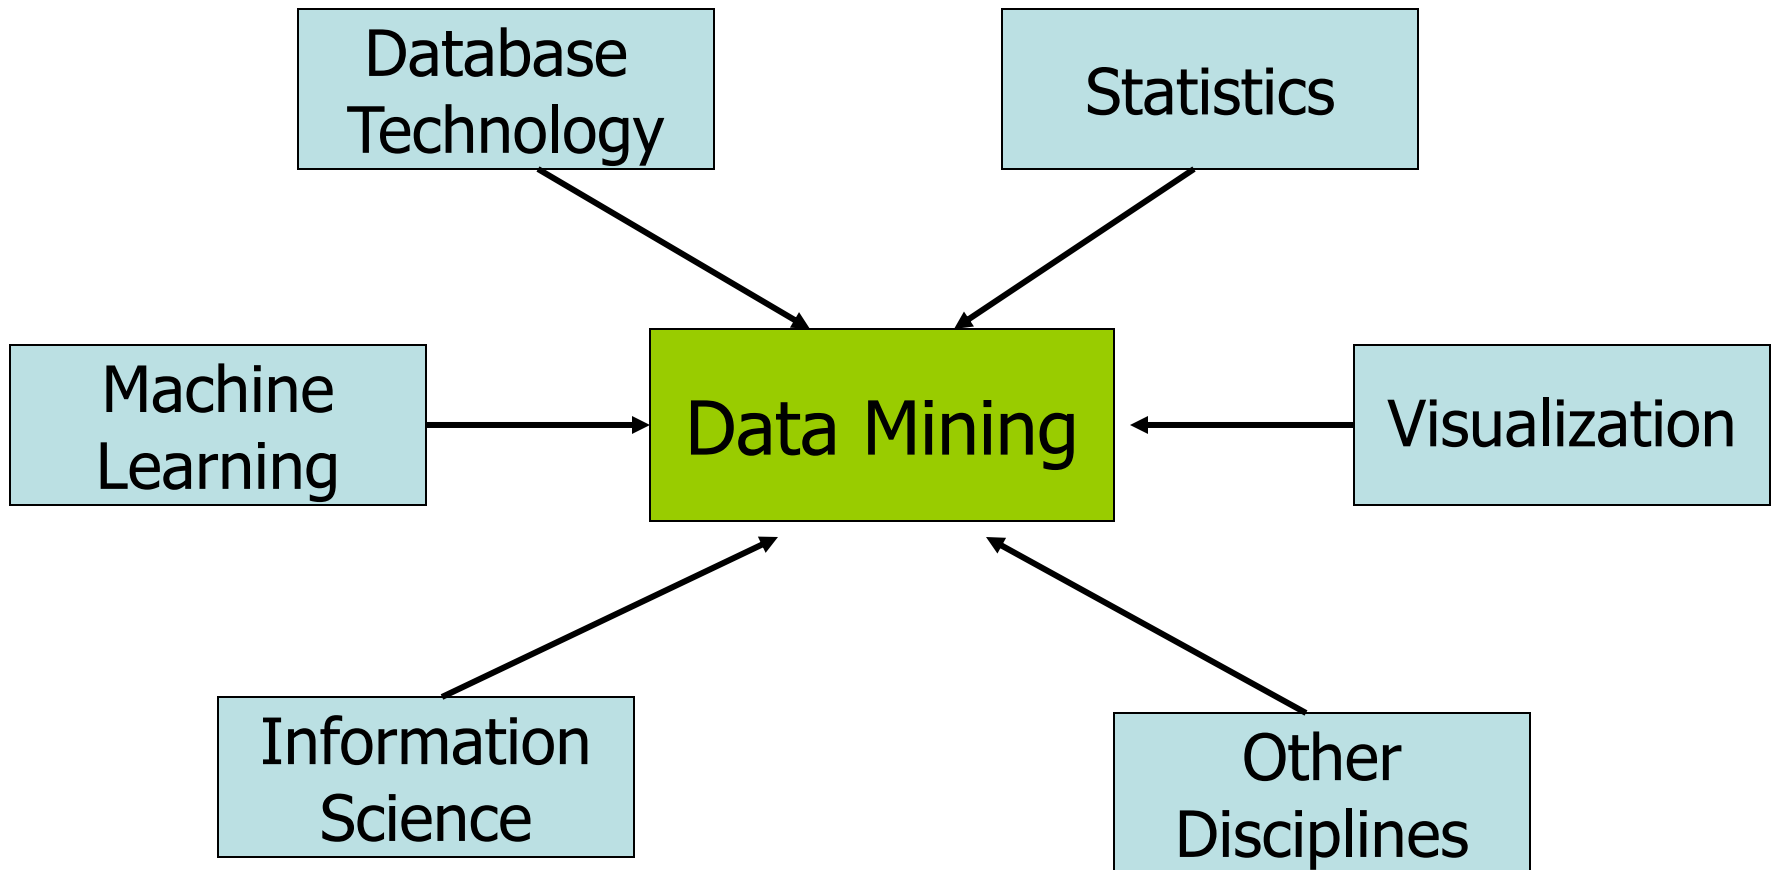 Database
Technology
Statistics
Machine
Learning
Data Mining
Visualization
Information
Science
Other
Disciplines